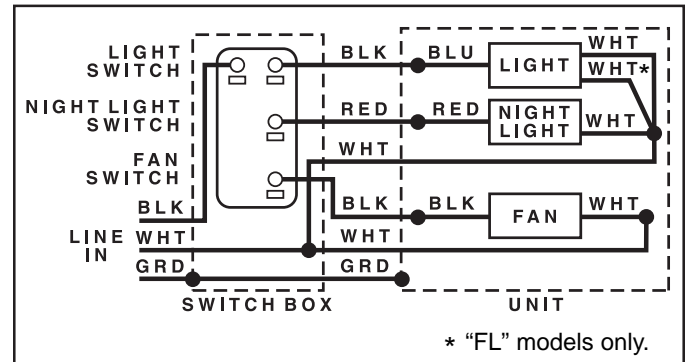 LIGHT SWITCH
BLK
BLU
LIGHT
WHT
WHT*
NIGHT LIGHT SWITCH
RED
RED
NIGHT LIGHT
WHT
WHT
FAN SWITCH
BLK
BLK
FAN
WHT
BLK
LINE IN
WHT
WHT
GRD
GRD
SWITCH BOX
UNIT
* “FL” models only.